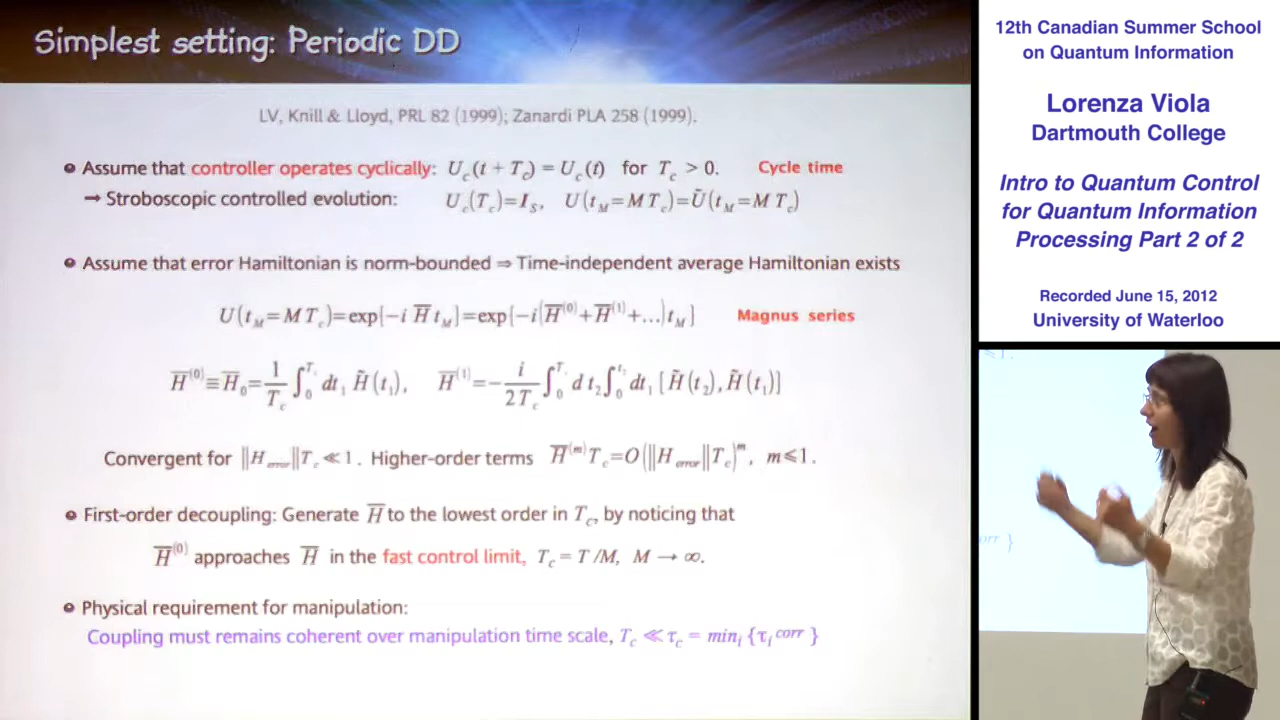 Simplest setting: Periodic DD
LV, Knill & Lloyd, PRL 82 (1999); Zanardi PLA 258 (1999).
Assume that controller operates cyclically: U_c(t + T_c) = U_c(t) for T_c > 0. Cycle time
→ Stroboscopic controlled evolution: U_c(T_c)=I_S, U(t_M=M T_c)=Ũ(t_M=M T_c)
Assume that error Hamiltonian is norm-bounded ⇒ Time-independent average Hamiltonian exists
U(t_M=M T_c)=exp{-i H̅ t_M}=exp{-i(H̅^(0)+H̅^(1)+...)t_M} Magnus series
H̅^(0)≡H̅_0=1/T_c ∫_0^T_c dt_1 H̃(t_1), H̅^(1)=-i/2T_c ∫_0^T_c dt_2 ∫_0^t_2 dt_1 [H̃(t_2),H̃(t_1)]
Convergent for ||H_error||T_c ≪ 1. Higher-order terms H̅^(m)T_c=O(||H_error||T_c)^m, m⩽1.
First-order decoupling: Generate H̅ to the lowest order in T_c, by noticing that
H̅^(0) approaches H̅ in the fast control limit, T_c = T/M, M → ∞.
Physical requirement for manipulation:
Coupling must remains coherent over manipulation time scale, T_c ≪ τ_c = min_i {τ_i^corr}
12th Canadian Summer School
on Quantum Information
Lorenza Viola
Dartmouth College
Intro to Quantum Control
for Quantum Information
Processing Part 2 of 2
Recorded June 15, 2012
University of Waterloo
orr }